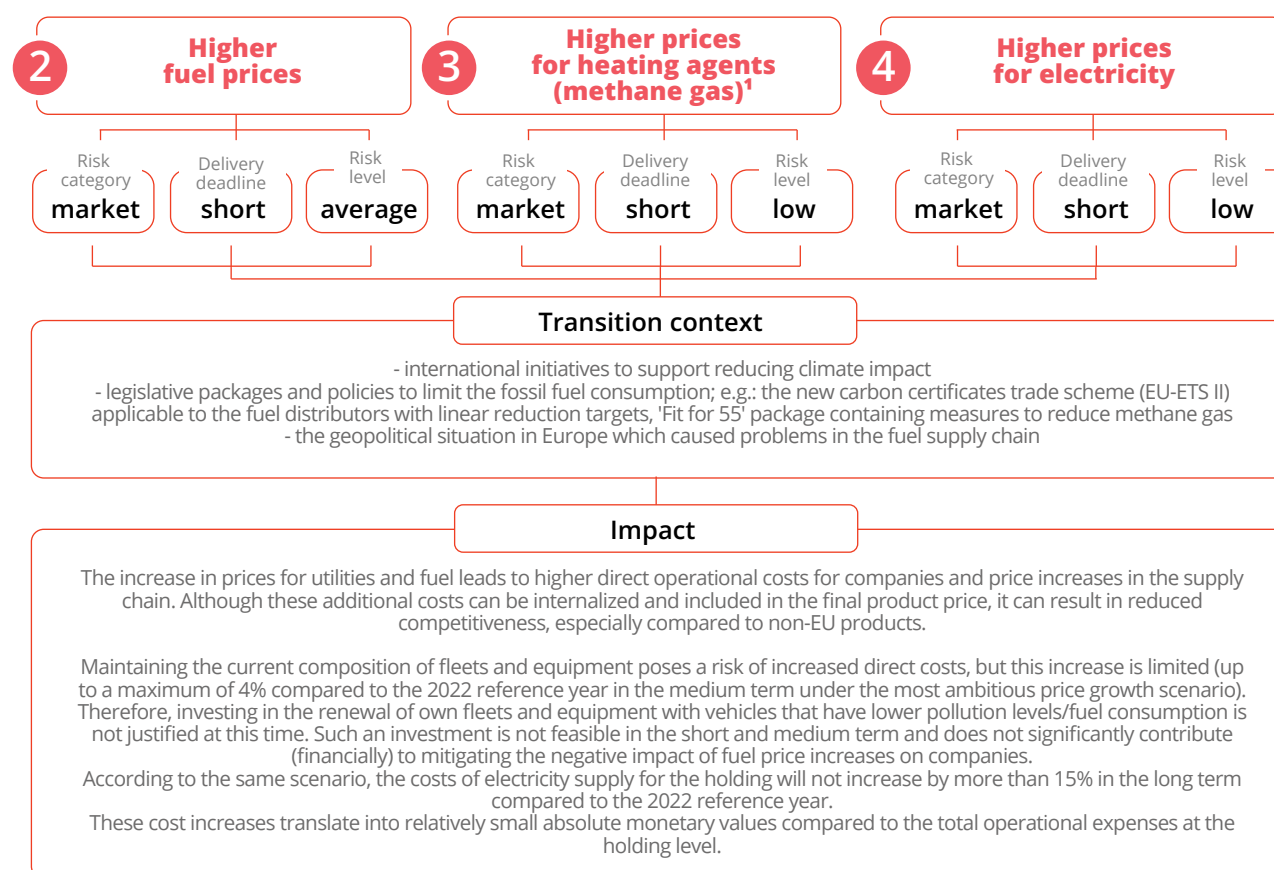 2
Higher
fuel prices
3
Higher prices
for heating agents
(methane gas)¹
4
Higher prices
for electricity
Risk
category
market
Delivery
deadline
short
Risk
level
average
Risk
category
market
Delivery
deadline
short
Risk
level
low
Risk
category
market
Delivery
deadline
short
Risk
level
low
Transition context
- international initiatives to support reducing climate impact
- legislative packages and policies to limit the fossil fuel consumption; e.g.: the new carbon certificates trade scheme (EU-ETS II)
applicable to the fuel distributors with linear reduction targets, 'Fit for 55' package containing measures to reduce methane gas
- the geopolitical situation in Europe which caused problems in the fuel supply chain
Impact
The increase in prices for utilities and fuel leads to higher direct operational costs for companies and price increases in the supply
chain. Although these additional costs can be internalized and included in the final product price, it can result in reduced
competitiveness, especially compared to non-EU products.
Maintaining the current composition of fleets and equipment poses a risk of increased direct costs, but this increase is limited (up
to a maximum of 4% compared to the 2022 reference year in the medium term under the most ambitious price growth scenario).
Therefore, investing in the renewal of own fleets and equipment with vehicles that have lower pollution levels/fuel consumption is
not justified at this time. Such an investment is not feasible in the short and medium term and does not significantly contribute
(financially) to mitigating the negative impact of fuel price increases on companies.
According to the same scenario, the costs of electricity supply for the holding will not increase by more than 15% in the long term
compared to the 2022 reference year.
These cost increases translate into relatively small absolute monetary values compared to the total operational expenses at the
holding level.